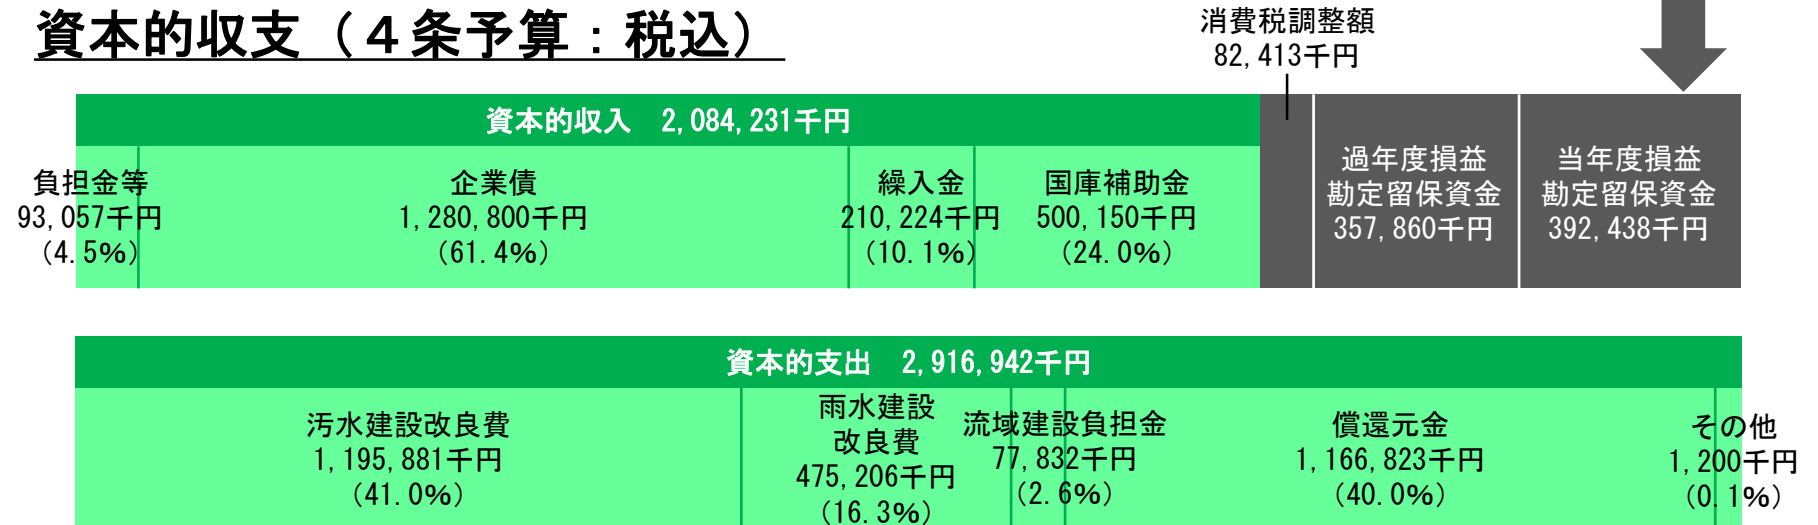 資本的収支（４条予算：税込）
消費税調整額
82,413千円
資本的収入　2,084,231千円
負担金等
93,057千円
(4.5%)
企業債
1,280,800千円
(61.4%)
繰入金
210,224千円
(10.1%)
国庫補助金
500,150千円
(24.0%)
過年度損益
勘定留保資金
357,860千円
当年度損益
勘定留保資金
392,438千円
資本的支出　2,916,942千円
汚水建設改良費
1,195,881千円
(41.0%)
雨水建設
改良費
475,206千円
(16.3%)
流域建設負担金
77,832千円
(2.6%)
償還元金
1,166,823千円
(40.0%)
その他
1,200千円
(0.1%)